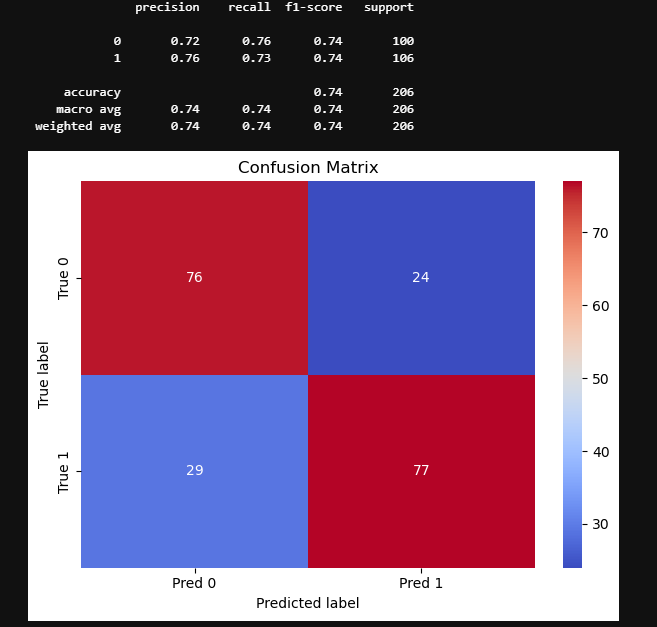 precision recall f1-score support
0 0.72 0.76 0.74 100
1 0.76 0.73 0.74 106
accuracy 0.74 206
macro avg 0.74 0.74 0.74 206
weighted avg 0.74 0.74 0.74 206
Confusion Matrix
True label
True 0
76 24
True 1
29 77
Pred 0 Pred 1
Predicted label
70
60
50
40
30